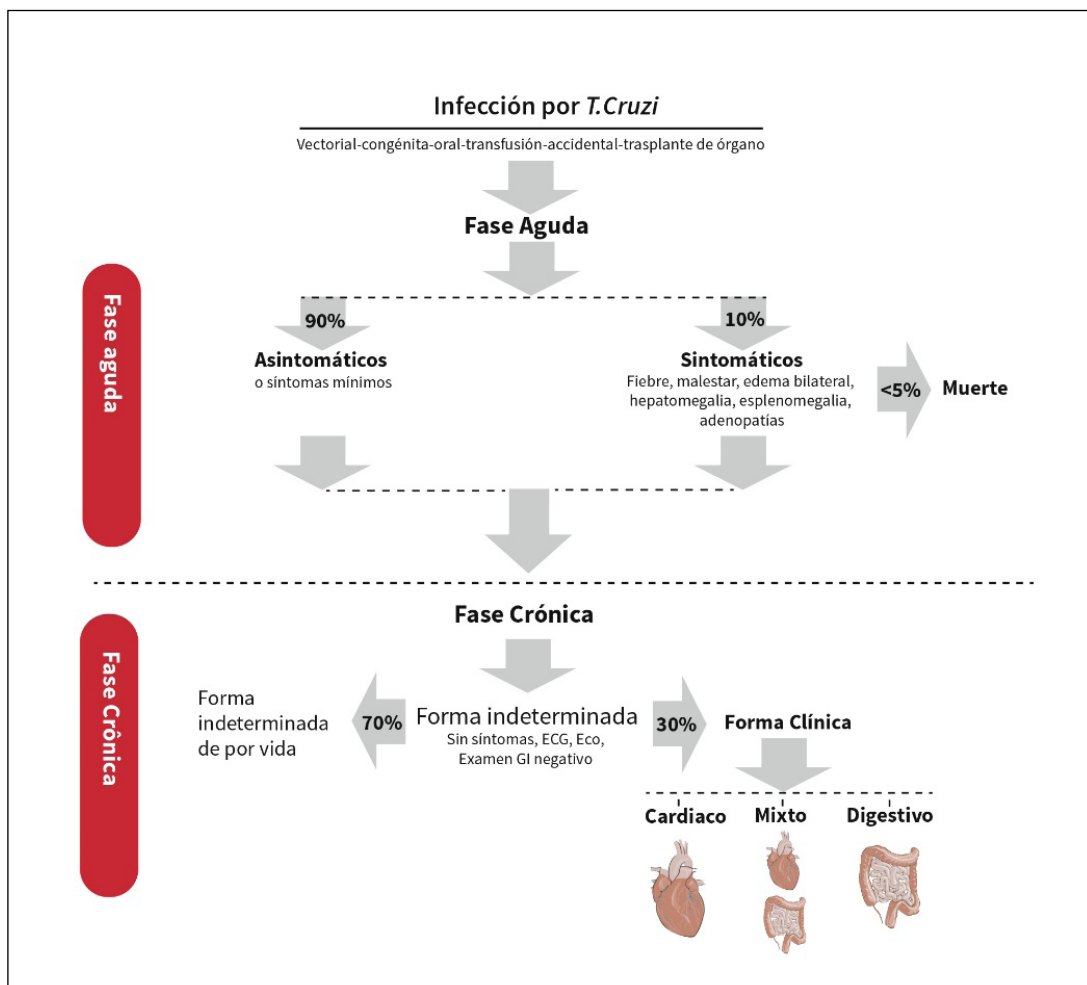 Infección por T.Cruzi
Vectorial-congénita-oral-transfusión-accidental-trasplante de órgano
Fase Aguda
Fase aguda
90%
Asintomáticos
o síntomas mínimos
10%
Sintomáticos
Fiebre, malestar, edema bilateral,
hepatomegalia, esplenomegalia,
adenopatías
<5%
Muerte
Fase Crônica
Fase Crónica
Forma
indeterminada
de por vida
70%
Forma indeterminada
Sin síntomas, ECG, Eco,
Examen GI negativo
30%
Forma Clínica
Cardiaco
Mixto
Digestivo